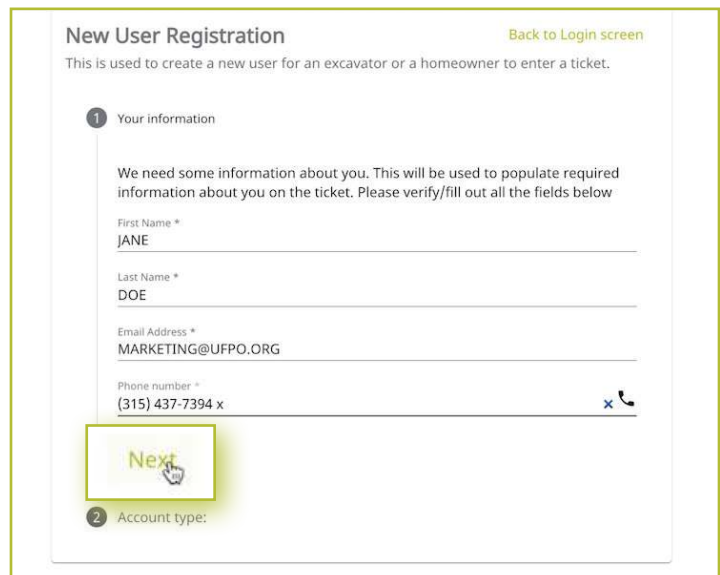 New User Registration
Back to Login screen
This is used to create a new user for an excavator or a homeowner to enter a ticket.
1 Your information
We need some information about you. This will be used to populate required
information about you on the ticket. Please verify/fill out all the fields below
First Name *
JANE
Last Name *
DOE
Email Address *
MARKETING@UFPO.ORG
Phone number *
(315) 437-7394 x
Next
2 Account type: